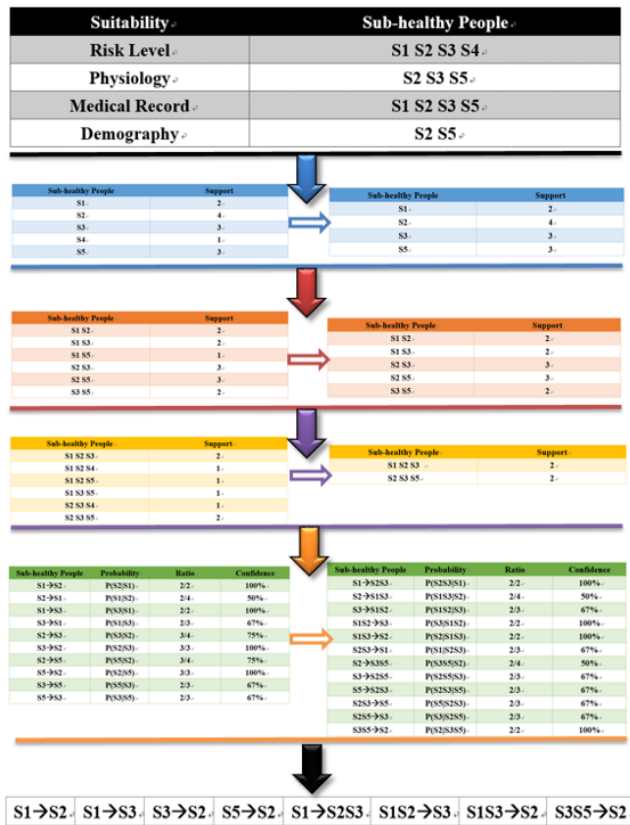 Suitability Sub-healthy People
Risk Level S1 S2 S3 S4
Physiology S2 S3 S5
Medical Record S1 S2 S3 S5
Demography S2 S5
Sub-healthy People Support
S1 2
S2 4
S3 3
S4 1
S5 3
Sub-healthy People Support
S1 2
S2 4
S3 3
S5 3
Sub-healthy People Support
S1 S2 2
S1 S3 2
S1 S5 1
S2 S3 3
S2 S5 3
S3 S5 2
Sub-healthy People Support
S1 S2 2
S1 S3 2
S2 S3 3
S2 S5 3
S3 S5 2
Sub-healthy People Support
S1 S2 S3 2
S1 S2 S4 1
S1 S2 S5 1
S1 S3 S5 1
S2 S3 S4 1
S2 S3 S5 2
Sub-healthy People Support
S1 S2 S3 2
S2 S3 S5 2
Sub-healthy People Probability Ratio Confidence
S1→S2 P(S2|S1) 2/2 100%
S2→S1 P(S1|S2) 2/4 50%
S1→S3 P(S3|S1) 2/2 100%
S3→S1 P(S1|S3) 2/3 67%
S2→S3 P(S3|S2) 3/4 75%
S3→S2 P(S2|S3) 3/3 100%
S2→S5 P(S5|S2) 3/4 75%
S5→S2 P(S2|S5) 3/3 100%
S3→S5 P(S5|S3) 2/3 67%
S5→S3 P(S3|S5) 2/3 67%
Sub-healthy People Probability Ratio Confidence
S1→S2S3 P(S2S3|S1) 2/2 100%
S2→S1S3 P(S1S3|S2) 2/4 50%
S3→S1S2 P(S1S2|S3) 2/3 67%
S1S2→S3 P(S3|S1S2) 2/2 100%
S1S3→S2 P(S2|S1S3) 2/2 100%
S2S3→S1 P(S1|S2S3) 2/3 67%
S2→S3S5 P(S3S5|S2) 2/4 50%
S3→S2S5 P(S2S5|S3) 2/3 67%
S5→S2S3 P(S2S3|S5) 2/3 67%
S2S3→S5 P(S5|S2S3) 2/3 67%
S2S5→S3 P(S3|S2S5) 2/3 67%
S3S5→S2 P(S2|S3S5) 2/2 100%
S1→S2 S1→S3 S3→S2 S5→S2 S1→S2S3 S1S2→S3 S1S3→S2 S3S5→S2